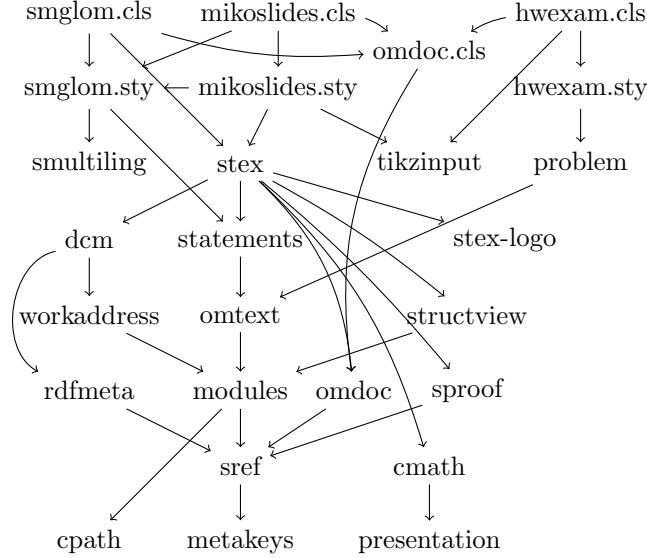 smglom.cls mikoslides.cls hwexam.cls
omdoc.cls
smglom.sty mikoslides.sty hwexam.sty
smultiling stex tikzinput problem
dcm statements stex-logo
workaddress omtext structview
rdfmeta modules omdoc sproof
sref cmath
cpath metakeys presentation